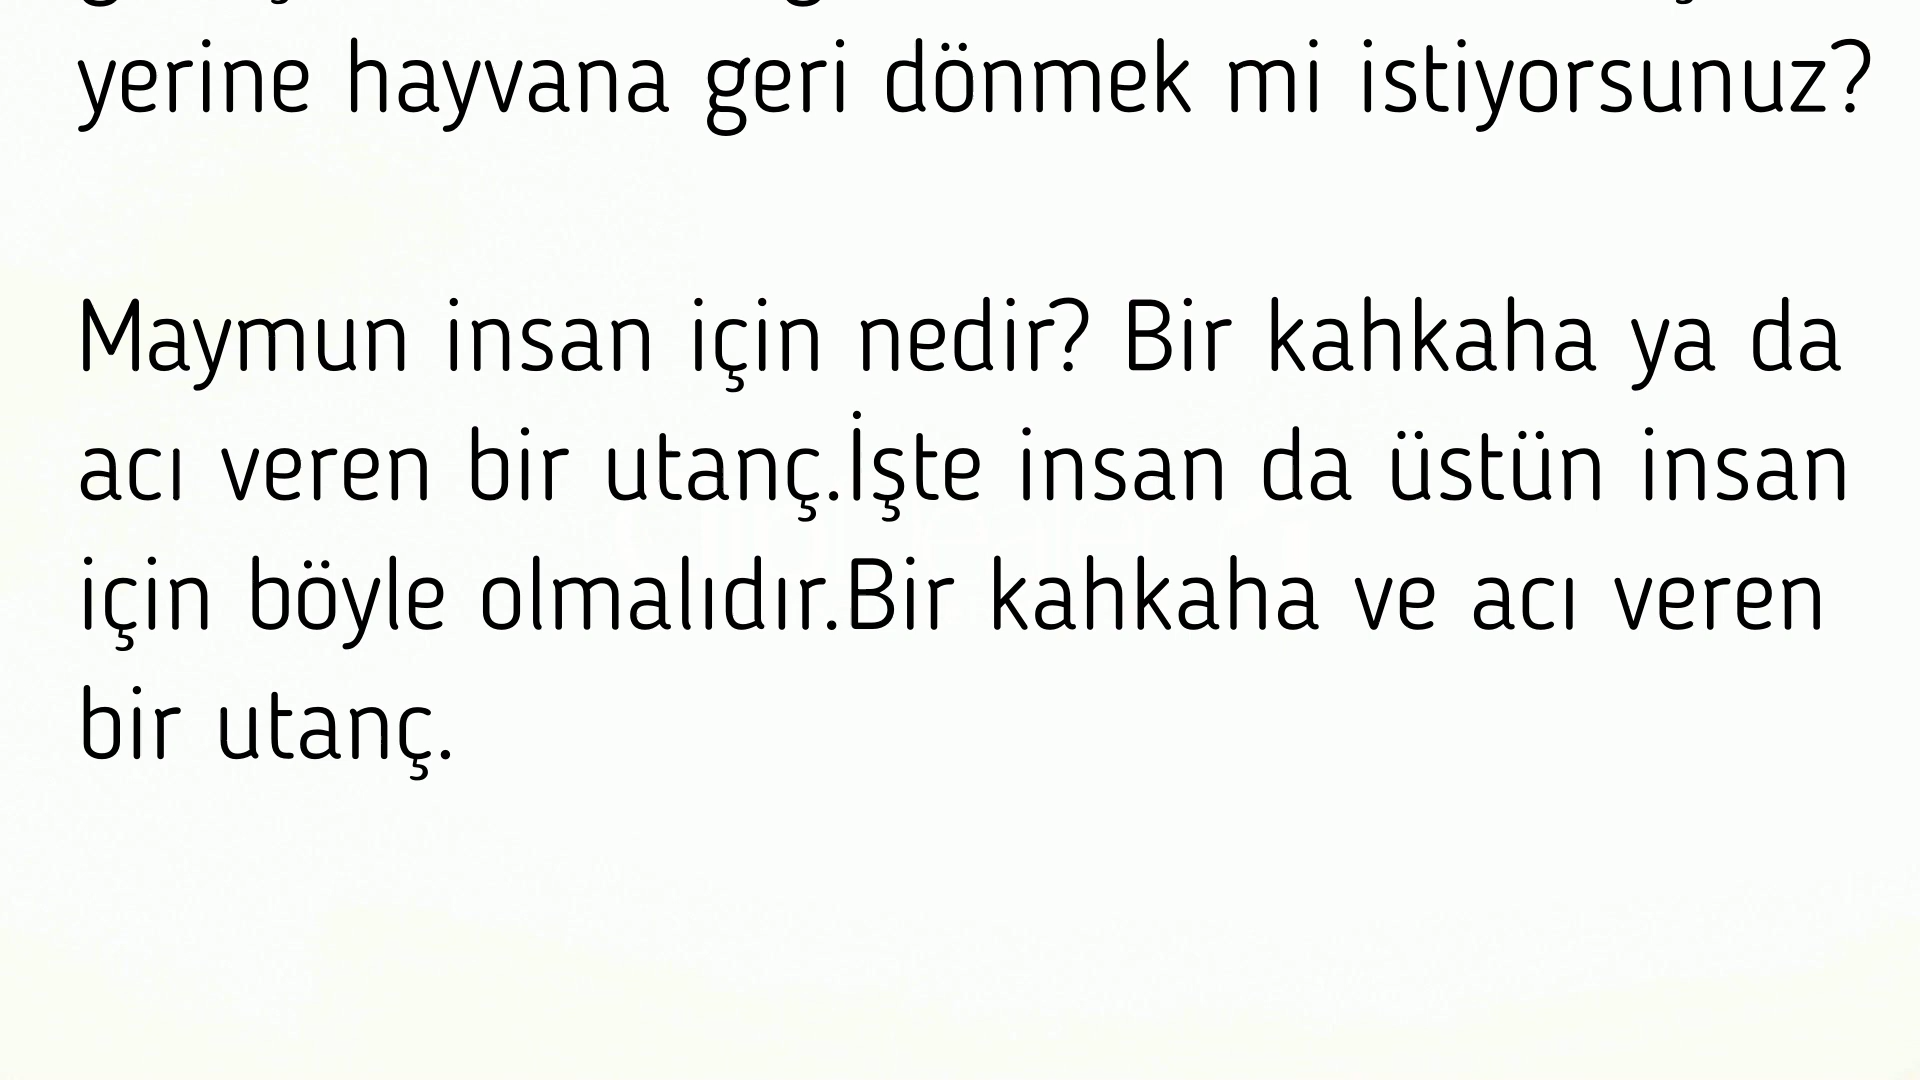 yerine hayvana geri dönmek mi istiyorsunuz?
Maymun insan için nedir? Bir kahkaha ya da
acı veren bir utanç.İşte insan da üstün insan
için böyle olmalıdır.Bir kahkaha ve acı veren
bir utanç.